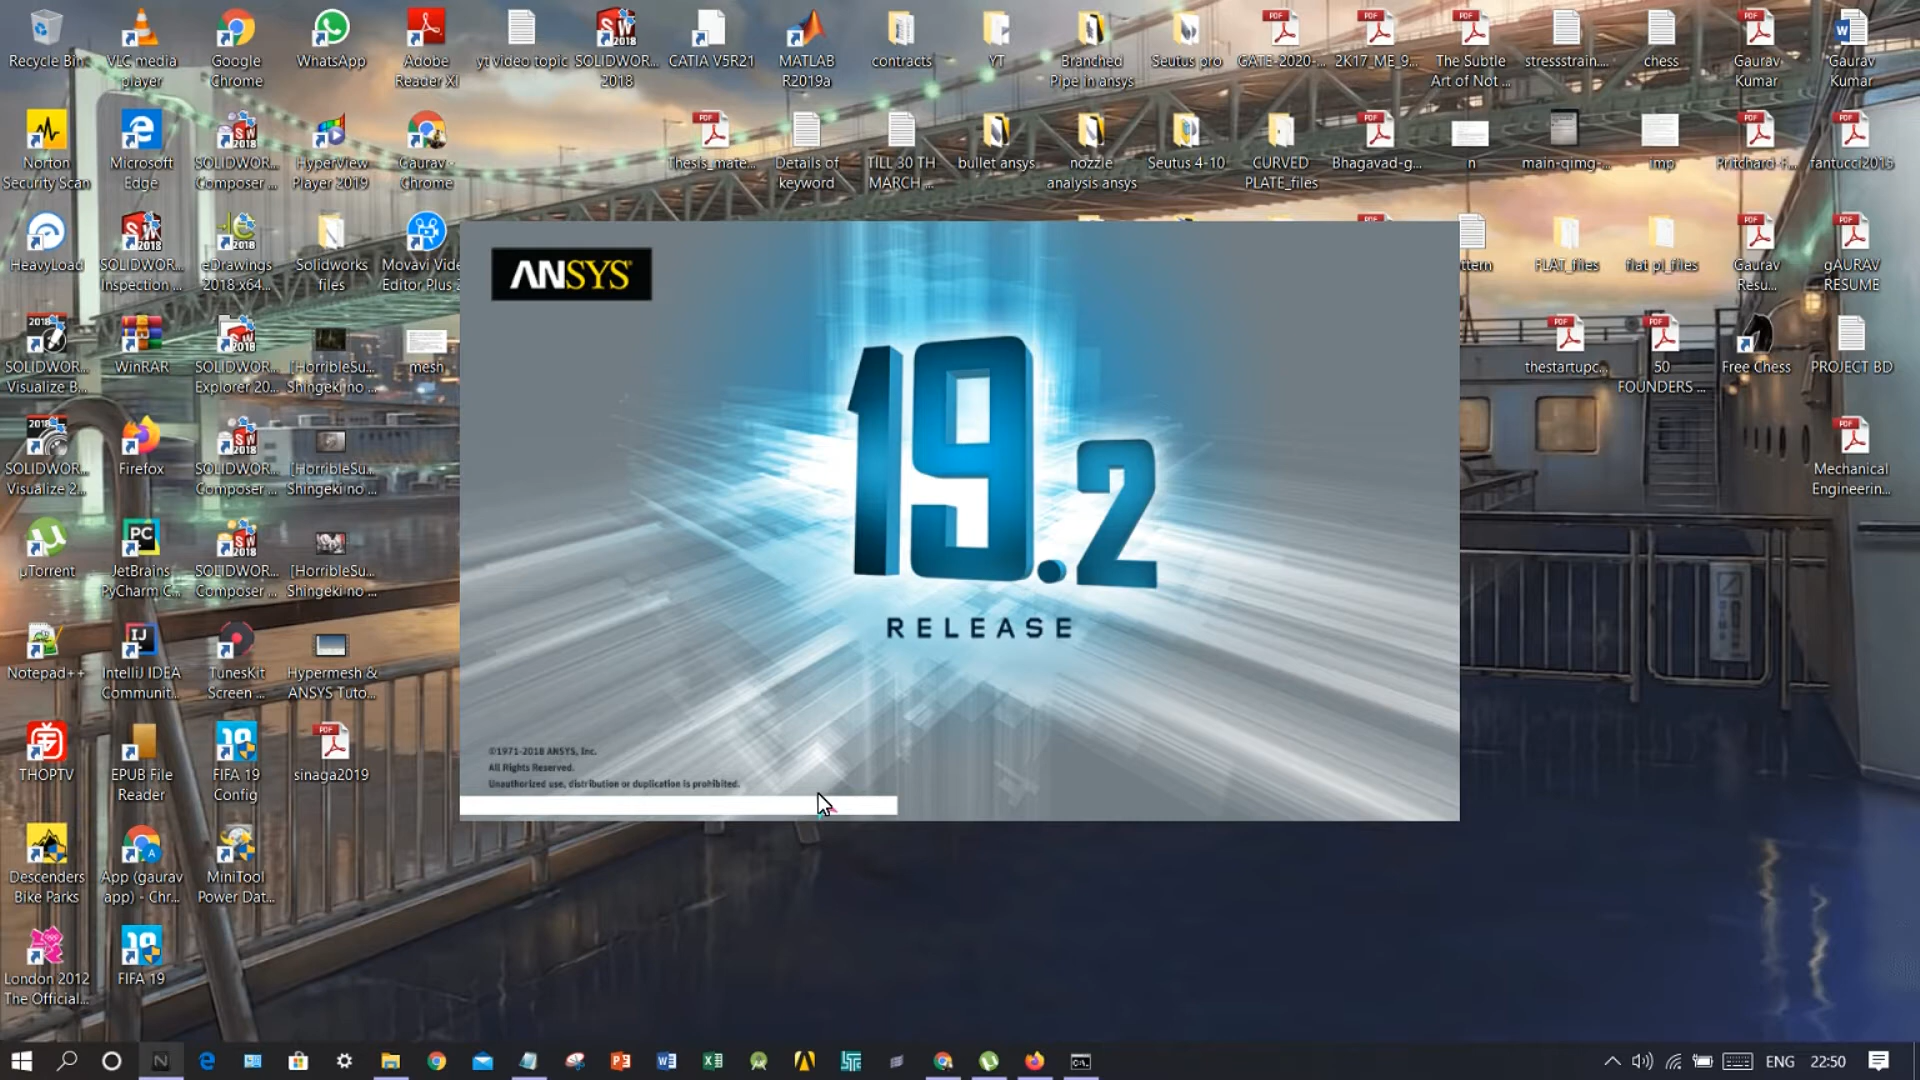 Recycle Bin
VLC media
player
Google
Chrome
WhatsApp
Adobe
Reader XI
yt video topic
SOLIDWOR...
2018
CATIA V5R21
MATLAB
R2019a
contracts
YT
Branched
Pipe in ansys
Seutus pro
GATE-2020-...
2K17_ME_9...
The Subtle
Art of Not ...
stressstrain....
chess
Gaurav
Kumar
Gaurav
Kumar
Norton
Security Scan
Microsoft
Edge
SOLIDWOR...
Composer ...
HyperView
Player 2019
Gaurav -
Chrome
Thesis_mate...
Details of
keyword
TILL 30 TH
MARCH ...
bullet ansys
nozzle
analysis ansys
Seutus 4-10
CURVED
PLATE_files
Bhagavad-g...
n
main-qimg-...
imp
fantucci2015
HeavyLoad
SOLIDWOR...
Inspection ...
eDrawings
2018 x64...
Solidworks
files
Movavi Vide
Editor Plus 2
ttern
FLAT_files
flat pl_files
Gaurav
Resu...
gAURAV
RESUME
SOLIDWOR...
Visualize B...
WinRAR
SOLIDWOR...
Explorer 20...
[HorribleSu...
Shingeki no ...
mesh
thestartupc...
50
FOUNDERS ...
Free Chess
PROJECT BD
SOLIDWOR...
Visualize 2...
Firefox
SOLIDWOR...
Composer ...
[HorribleSu...
Shingeki no ...
Mechanical
Engineerin...
µTorrent
JetBrains
PyCharm C...
SOLIDWOR...
Composer ...
[HorribleSu...
Shingeki no ...
Notepad++
IntelliJ IDEA
Communit...
TunesKit
Screen ...
Hypermesh &
ANSYS Tuto...
THOPTV
EPUB File
Reader
FIFA 19
Config
sinaga2019
Descenders
Bike Parks
App (gaurav
app) - Chr...
MiniTool
Power Dat...
London 2012
The Official...
FIFA 19
ANSYS
19.2
RELEASE
©1971-2018 ANSYS, Inc.
All Rights Reserved.
Unauthorized use, distribution or duplication is prohibited.
ENG
22:50